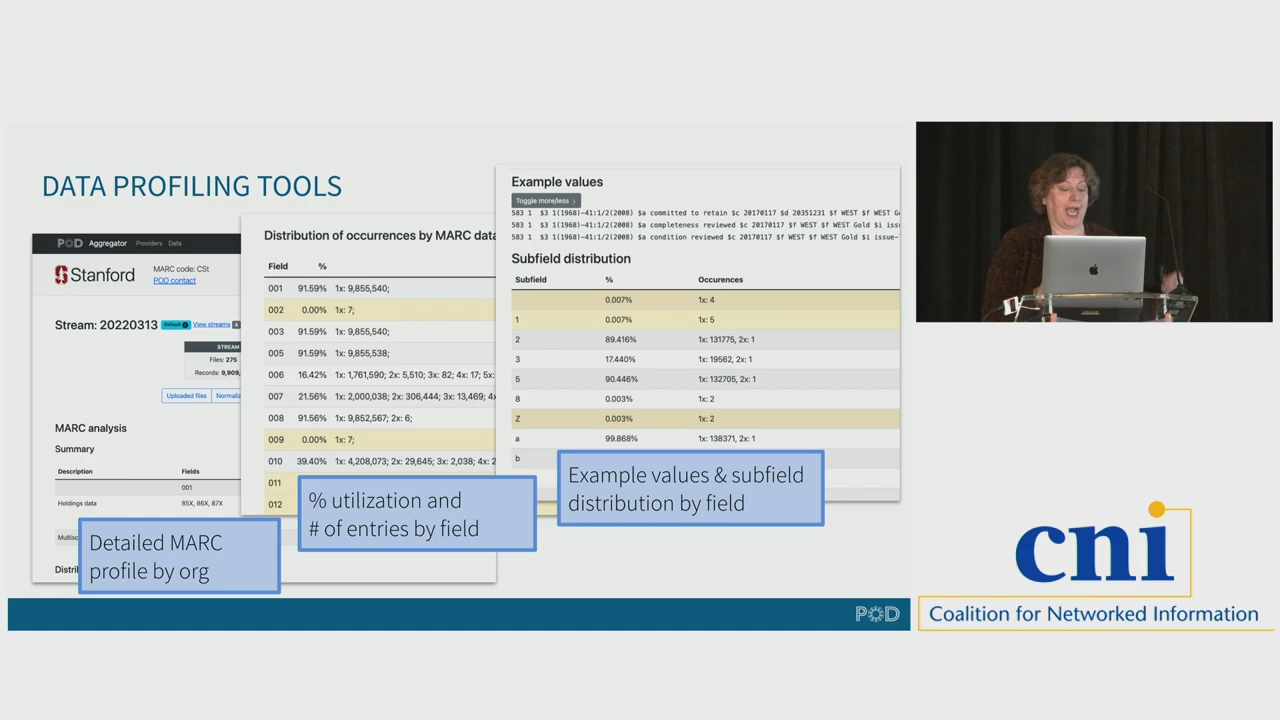 DATA PROFILING TOOLS
POD Aggregator Providers Data
Stanford
MARC code: CSt
POD contact
Stream: 20220313 Default View streams 4
STREAM
Files: 275
Records: 9,909,
Uploaded files Normaliz
MARC analysis
Summary
Description Fields
001
Holdings data 85X, 86X, 87X
Multisc
Distrib
Detailed MARC
profile by org
Distribution of occurrences by MARC data
Field %
001 91.59% 1x: 9,855,540;
002 0.00% 1x: 7;
003 91.59% 1x: 9,855,540;
005 91.59% 1x: 9,855,538;
006 16.42% 1x: 1,761,590; 2x: 5,510; 3x: 82; 4x: 17; 5x:
007 21.56% 1x: 2,000,038; 2x: 306,444; 3x: 13,469; 4x
008 91.56% 1x: 9,852,567; 2x: 6;
009 0.00% 1x: 7;
010 39.40% 1x: 4,208,073; 2x: 29,645; 3x: 2,038; 4x: 2
011
012
% utilization and
# of entries by field
Example values
Toggle more/less
583 1 $3 1(1968)-41:1/2(2008) $a committed to retain $c 20170117 $d 20351231 $f WEST $f WEST Go
583 1 $3 1(1968)-41:1/2(2008) $a completeness reviewed $c 20170117 $f WEST $f WEST Gold $i iss
583 1 $3 1(1968)-41:1/2(2008) $a condition reviewed $c 20170117 $f WEST $f WEST Gold $i issue-
Subfield distribution
Subfield % Occurences
0.007% 1x: 4
1 0.007% 1x: 5
2 89.416% 1x: 131775, 2x: 1
3 17.440% 1x: 19562, 2x: 1
5 90.446% 1x: 132705, 2x: 1
8 0.003% 1x: 2
Z 0.003% 1x: 2
a 99.868% 1x: 138371, 2x: 1
b
Example values & subfield
distribution by field
POD
cni
Coalition for Networked Information